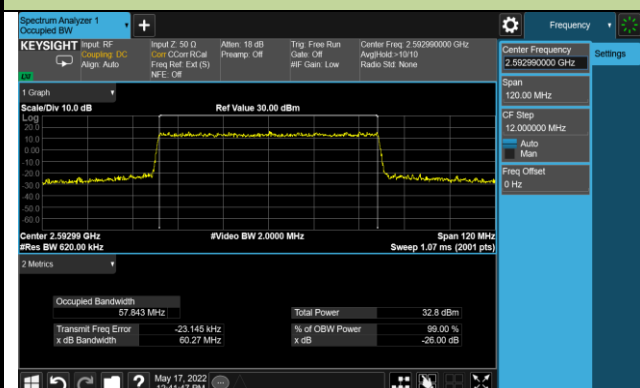 Spectrum Analyzer 1
Occupied BW
+
Frequency
KEYSIGHT
Input: RF
Coupling: DC
Align: Auto
Input Z: 50 Ω
Corr CCorr RCal
Freq Ref: Ext (S)
NFE: Off
Atten: 18 dB
Preamp: Off
Trig: Free Run
Gate: Off
#IF Gain: Low
Center Freq: 2.592990000 GHz
Avg|Hold:>10/10
Radio Std: None
Center Frequency
2.592990000 GHz
Settings
Span
120.00 MHz
CF Step
12.000000 MHz
Auto
Man
Freq Offset
0 Hz
1 Graph
Scale/Div 10.0 dB
Ref Value 30.00 dBm
Log
20.0
10.0
0.00
-10.0
-20.0
-30.0
-40.0
-50.0
-60.0
Center 2.59299 GHz
#Video BW 2.0000 MHz
Span 120 MHz
#Res BW 620.00 kHz
Sweep 1.07 ms (2001 pts)
2 Metrics
Occupied Bandwidth
57.843 MHz
Total Power
32.8 dBm
Transmit Freq Error
-23.145 kHz
% of OBW Power
99.00 %
x dB Bandwidth
60.27 MHz
x dB
-26.00 dB
?
May 17, 2022